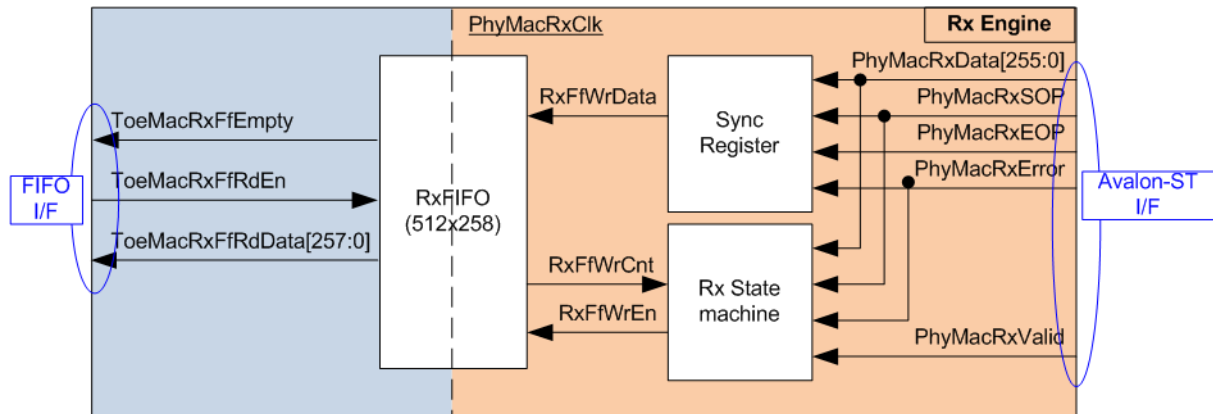 PhyMacRxClk
Rx Engine
PhyMacRxData[255:0]
RxFfWrData
PhyMacRxSOP
ToeMacRxFfEmpty
Sync
Register
PhyMacRxEOP
PhyMacRxError
ToeMacRxFfRdEn
FIFO
I/F
RxFIFO
(512x258)
Avalon-ST
I/F
ToeMacRxFfRdData[257:0]
RxFfWrCnt
Rx State
machine
RxFfWrEn
PhyMacRxValid